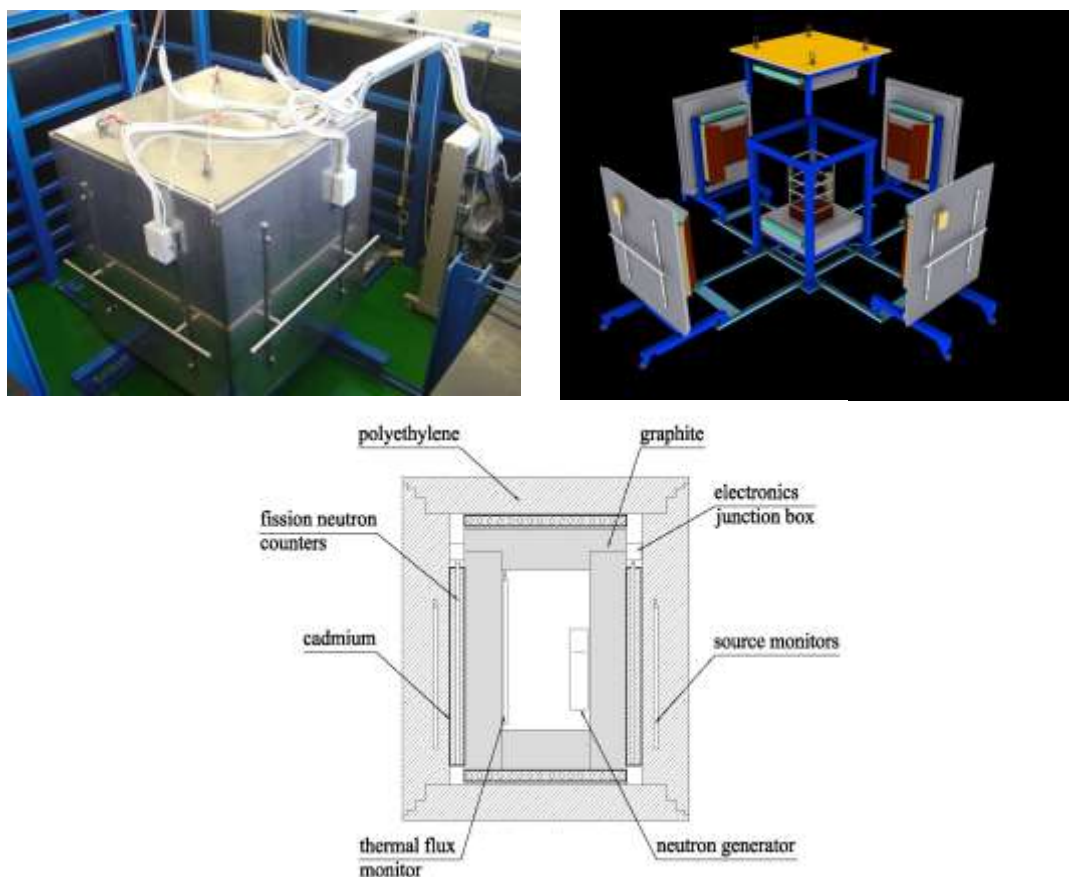 polyethylene
graphite
fission neutron
counters
electronics
junction box
cadmium
source monitors
thermal flux
monitor
neutron generator